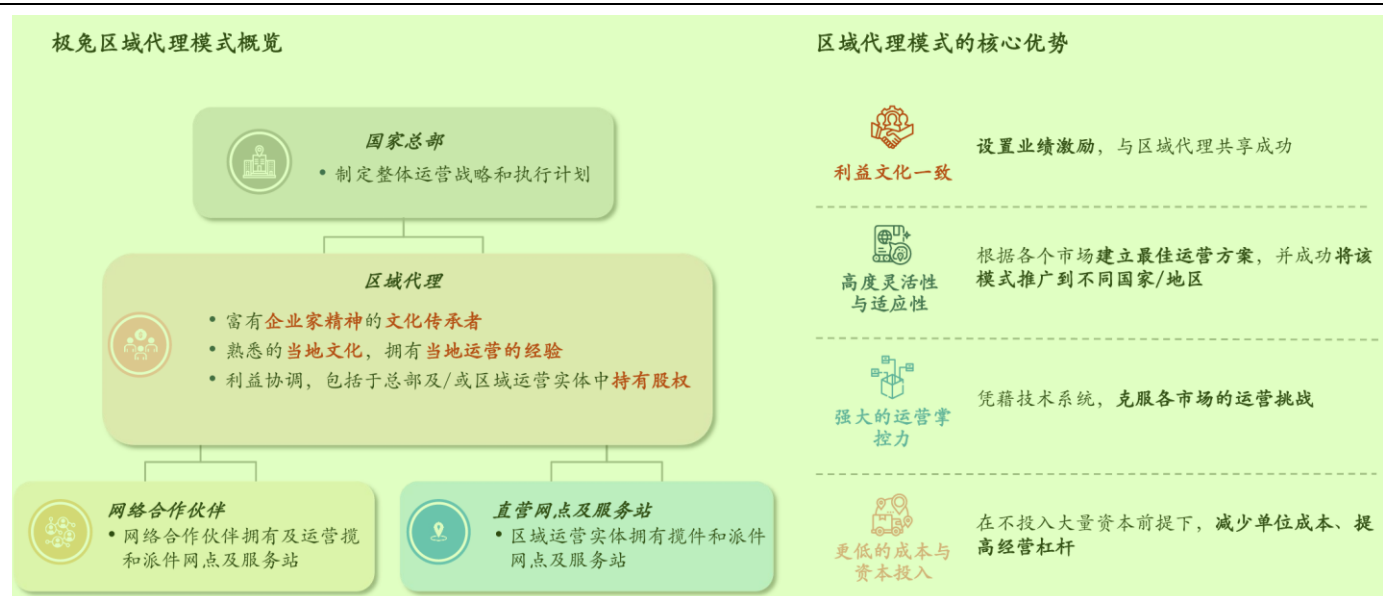 极兔区域代理模式概览
国家总部
• 制定整体运营战略和执行计划
区域代理
• 富有企业家精神的文化传承者
• 熟悉的当地文化，拥有当地运营的经验
• 利益协调，包括于总部及/或区域运营实体中持有股权
网络合作伙伴
• 网络合作伙伴拥有及运营揽
和派件网点及服务站
直营网点及服务站
• 区域运营实体拥有揽件和派件
网点及服务站
区域代理模式的核心优势
利益文化一致
设置业绩激励，与区域代理共享成功
高度灵活性
与适应性
根据各个市场建立最佳运营方案，并成功将该
模式推广到不同国家/地区
强大的运营掌
控力
凭藉技术系统，克服各市场的运营挑战
更低的成本与
资本投入
在不投入大量资本前提下，减少单位成本、提
高经营杠杆